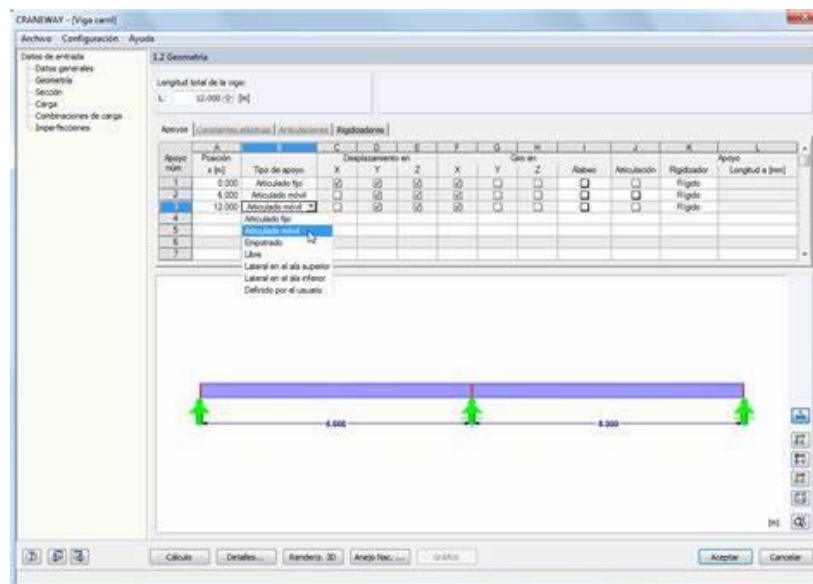 CRANEWAY - [Viga carril]
Archivo Configuración Ayuda
Datos de entrada
Datos generales
Geometría
Sección
Carga
Combinaciones de carga
Imperfecciones
1.2 Geometría
Longitud total de la viga:
L: 12.000 [m]
Apoyos Constantes elásticas Articulaciones Rigidizadores
A B C D E F G H I J K L
Apoyo Posición Desplazamiento en Giro en Apoyo
núm. x [m] Tipo de apoyo X Y Z X Y Z Alabeo Articulación Rigidizador Longitud a [mm]
1 0.000 Articulado fijo Rígido
2 6.000 Articulado móvil Rígido
3 12.000 Articulado móvil Rígido
4 Articulado fijo
5 Articulado móvil
6 Empotrado
7 Libre
Lateral en el ala superior
Lateral en el ala inferior
Definido por el usuario
6.000 6.000
[m]
Cálculo Detalles... Renderiz. 3D Anejo Nac. ... Gráfico Aceptar Cancelar